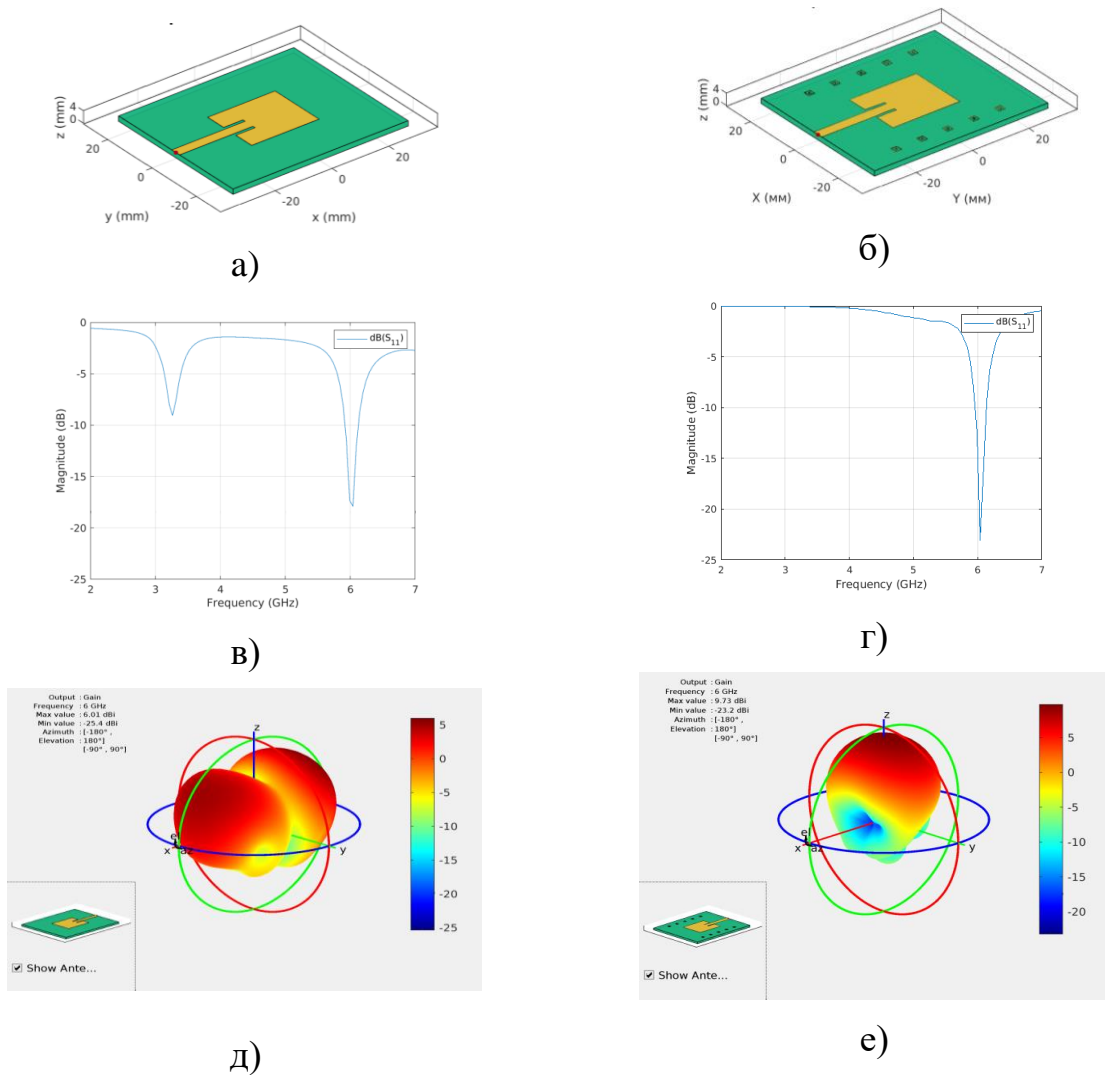 z (mm)
4
0
20
0
-20
y (mm)
-20
0
20
x (mm)
а)
z (mm)
4
0
20
0
-20
X (мм)
-20
0
20
Y (мм)
б)
0
-5
-10
-15
-20
-25
Magnitude (dB)
dB(S11)
2 3 4 5 6 7
Frequency (GHz)
в)
0
-5
-10
-15
-20
-25
Magnitude (dB)
dB(S11)
2 3 4 5 6 7
Frequency (GHz)
г)
Output : Gain
Frequency : 6 GHz
Max value : 6.01 dBi
Min value : -25.4 dBi
Azimuth : [-180° ,
Elevation : 180°]
[-90° , 90°]
z
el
x az
y
5
0
-5
-10
-15
-20
-25
Show Ante...
д)
Output : Gain
Frequency : 6 GHz
Max value : 9.73 dBi
Min value : -23.2 dBi
Azimuth : [-180° ,
Elevation : 180°]
[-90° , 90°]
z
el
x az
y
5
0
-5
-10
-15
-20
Show Ante...
е)